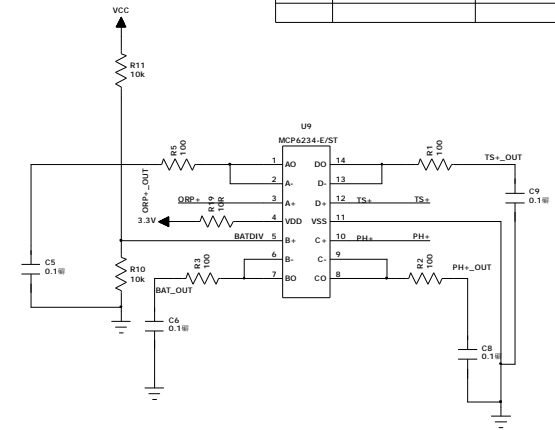 VCC
R11
10k
U9
MCP6234-E/ST
R5
100
1 AO
DO 14
R1
100
TS+_OUT
2 A-
D- 13
ORP+_OUT
ORP+
3 A+
D+ 12
TS+
TS+
C9
0.1
R19
10R
3.3V
4 VDD
VSS 11
BATDIV
5 B+
C+ 10
PH+
PH+
C5
0.1
R10
10k
R3
100
6 B-
C- 9
R2
100
PH+_OUT
7 BO
CO 8
BAT_OUT
C6
0.1
C8
0.1